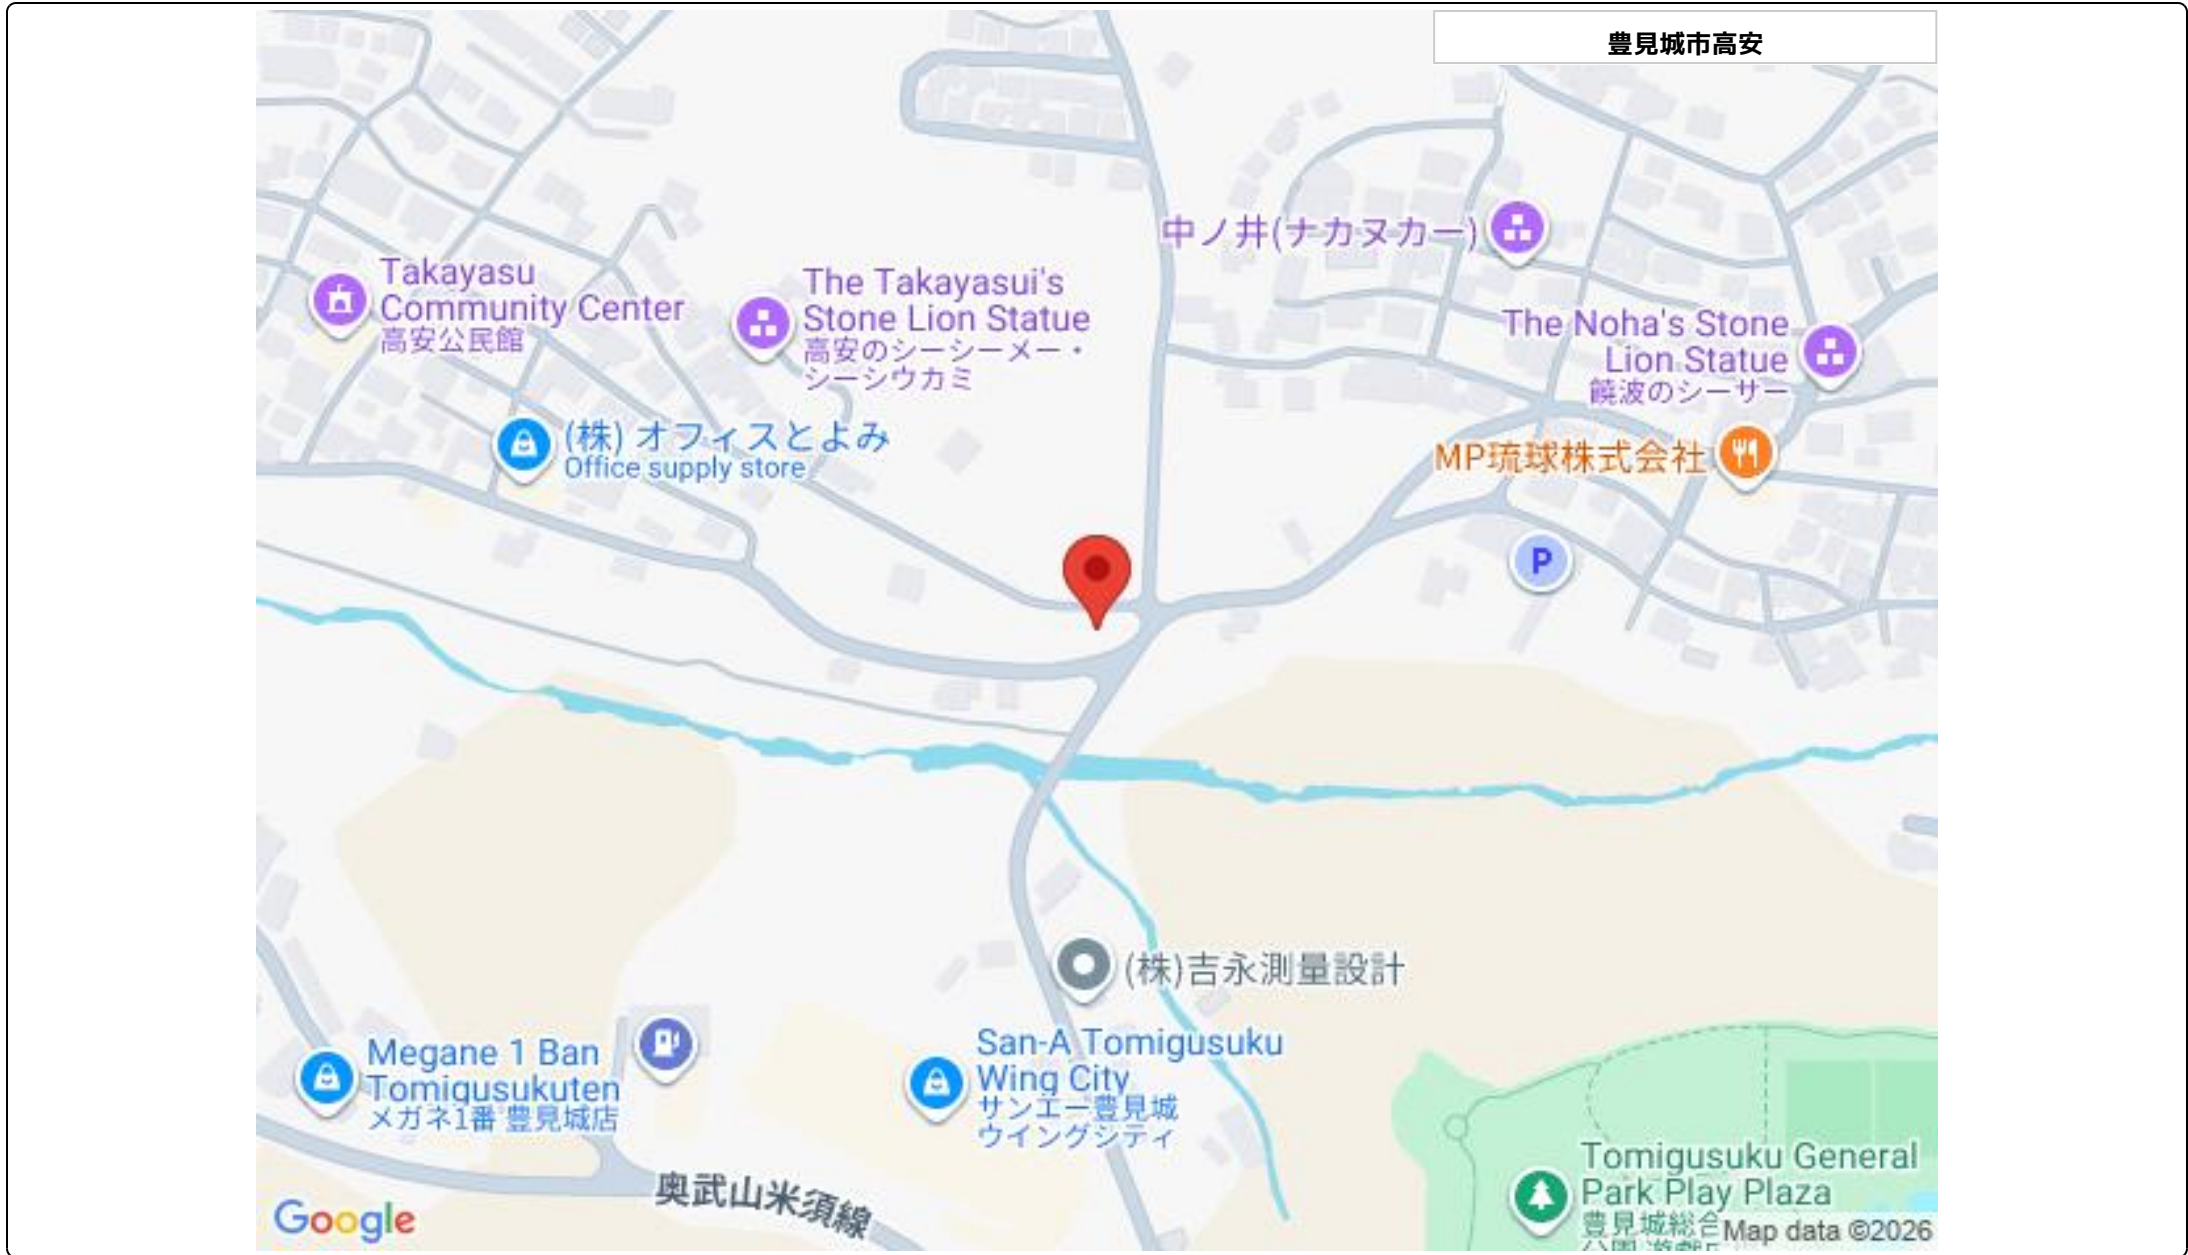 豊見城市高安
中ノ井(ナカヌカー)
Takayasu
Community Center
高安公民館
The Takayasui's
Stone Lion Statue
高安のシーシーメー・
シーシウカミ
The Noha's Stone
Lion Statue
饒波のシーサー
(株) オフィスとよみ
Office supply store
MP琉球株式会社
P
(株)吉永測量設計
San-A Tomigusuku
Wing City
サンエー豊見城
ウイングシティ
Megane 1 Ban
Tomigusukuten
メガネ1番 豊見城店
奥武山米須線
Tomigusuku General
Park Play Plaza
豊見城総合
Google
Map data ©2026